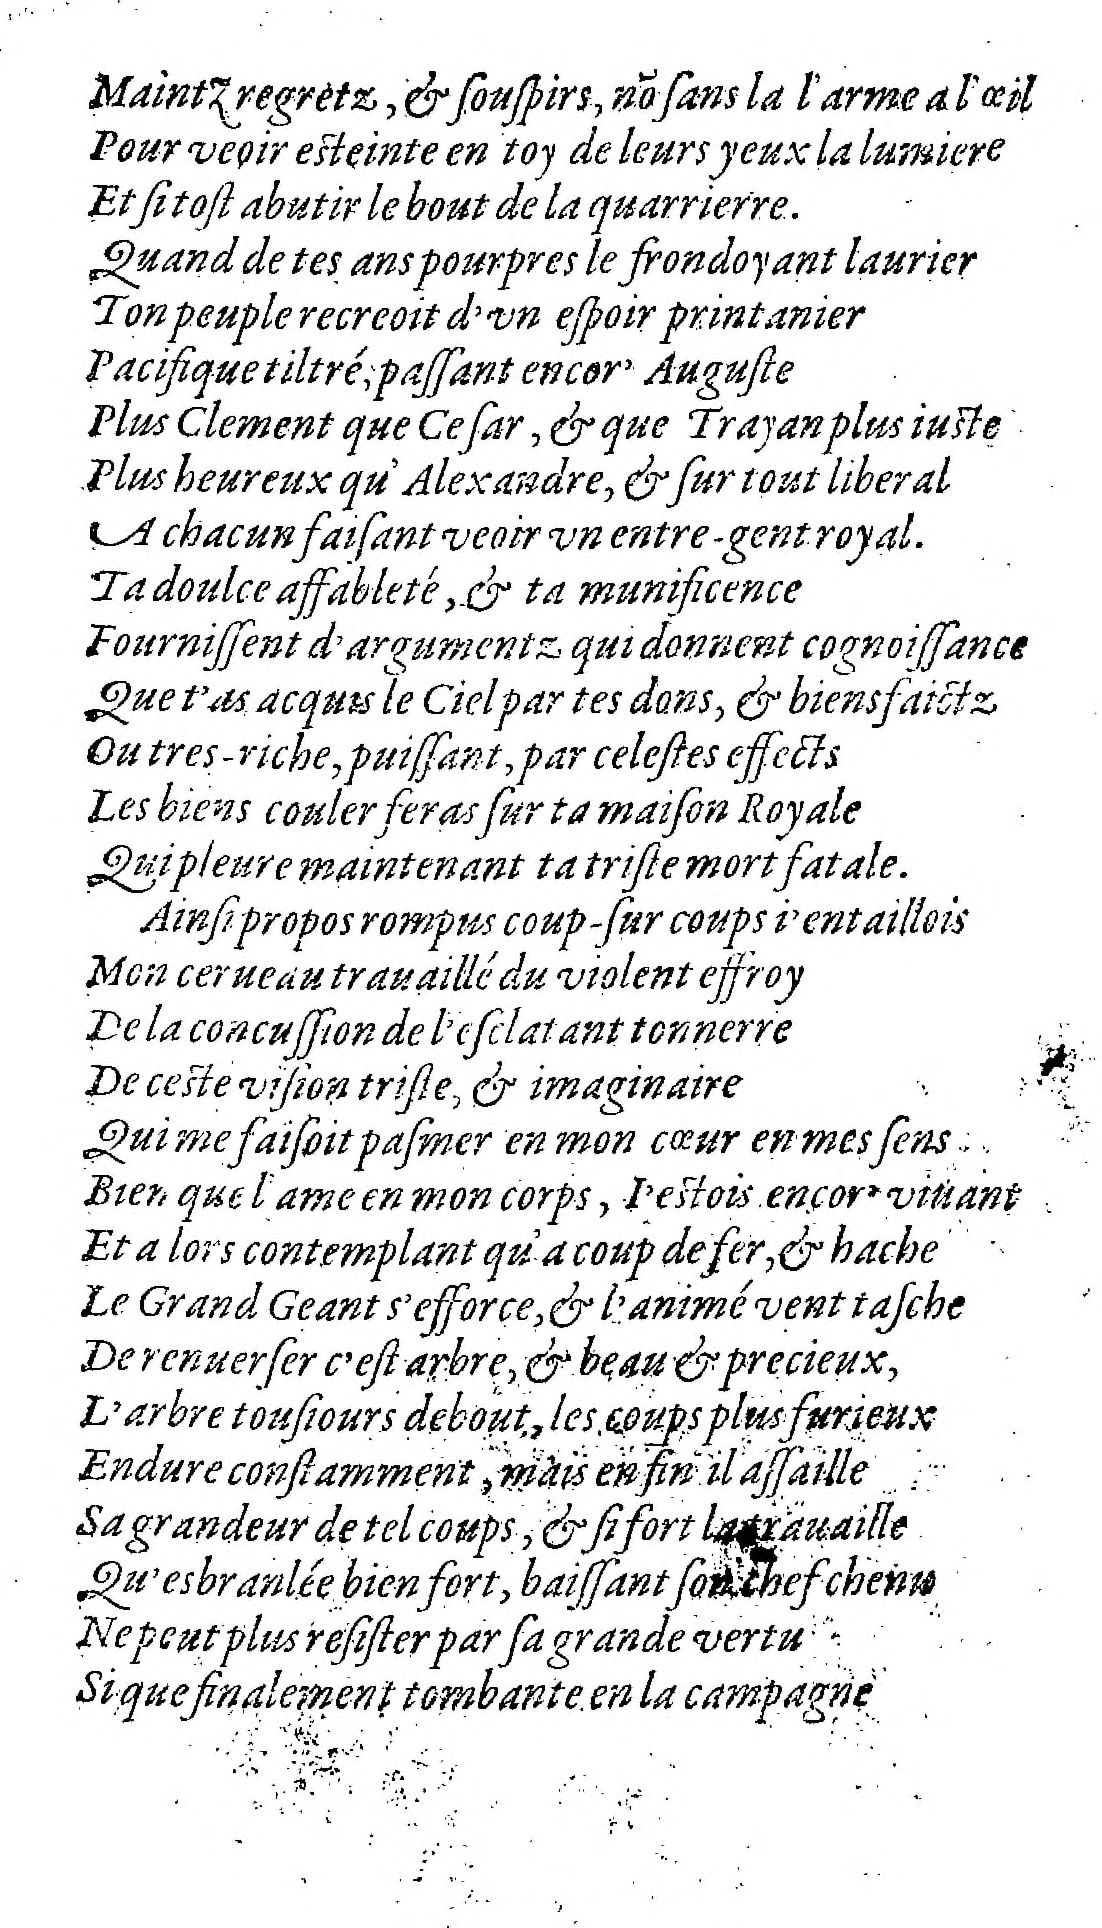 Maintz regretz, & ſouſpirs, nõ ſans la l'arme a l'œil
Pour veoir esteinte en toy de leurs yeux la lumiere
Et ſi toſt abutir le bout de la quarrierre.
Quand de tes ans pourpres le frondoyant laurier
Ton peuple recreoit d'vn eſpoir printanier
Pacifique tiltré, paſſant encor' Auguſte
Plus Clement que Ceſar, & que Trayan plus iuste
Plus heureux qu' Alexandre, & ſur tout liberal
A chacun faiſant veoir vn entre-gent royal.
Ta doulce affableté, & ta munificence
Fourniſſent d'argumentz qui donnent cognoiſſance
Que t'as acquis le Ciel par tes dons, & biensfaictz
Ou tres-riche, puiſſant, par celeſtes effects
Les biens couler feras ſur ta maiſon Royale
Qui pleure maintenant ta triſte mort fatale.
Ainſi propos rompus coup-ſur coups i'entaillois
Mon cerueau trauaillé du violent effroy
De la concuſſion de l'eſclatant tonnerre
De ceste viſion triſte, & imaginaire
Qui me faiſoit paſmer en mon cœur en mes ſens
Bien que l'ame en mon corps, I'estois encor' viuant
Et a lors contemplant qu'a coup de fer, & hache
Le Grand Geant s'efforce, & l'animé vent taſche
De renuerſer c'eſt arbre, & beau & precieux,
L'arbre touſiours debout, les coups plus furieux
Endure conſtamment, mais en fin il aſſaille
Sa grandeur de tel coups, & ſi fort la trauaille
Qu'esbranlée bien fort, baiſſant ſon chef chenu
Ne peut plus reſiſter par ſa grande vertu
Si que finalement tombante en la campagne